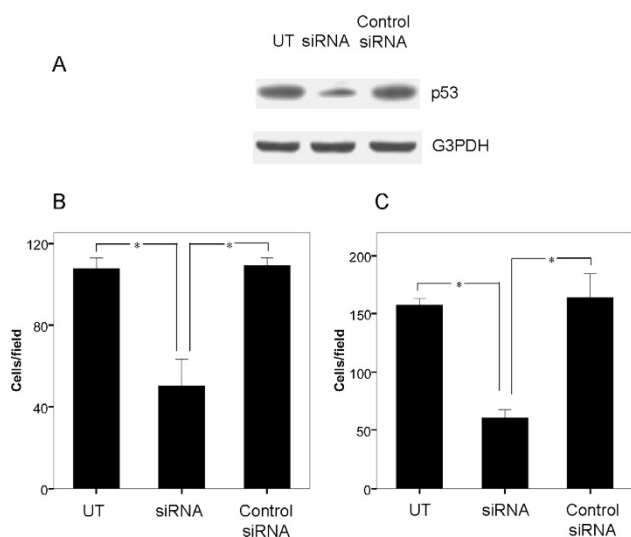 Control
UT siRNA siRNA
A
p53
G3PDH
B
120
80
40
0
Cells/field
* *
UT siRNA Control
siRNA
C
200
150
100
50
0
Cells/field
* *
UT siRNA Control
siRNA